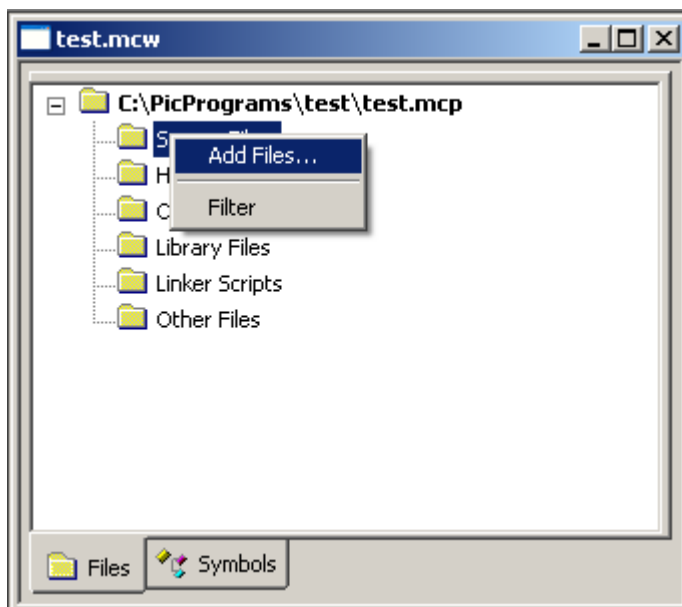 test.mcw
C:\PicPrograms\test\test.mcp
Add Files...
Filter
Library Files
Linker Scripts
Other Files
Files
Symbols